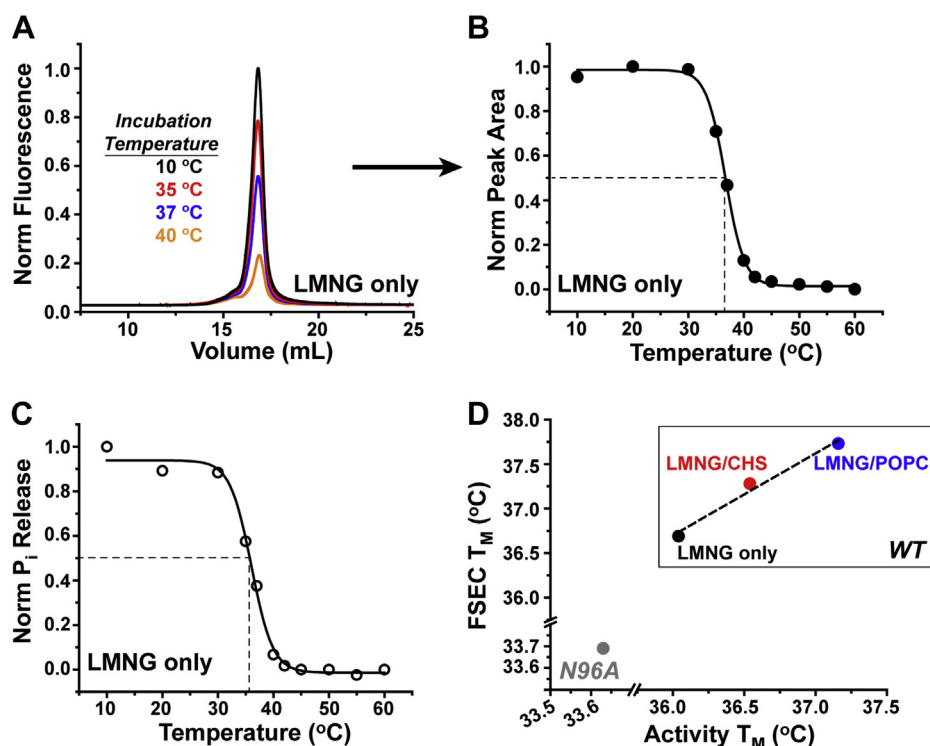 A
Norm Fluorescence
1.0
0.8
0.6
0.4
0.2
0.0
Incubation
Temperature
10 °C
35 °C
37 °C
40 °C
LMNG only
10
15
20
25
Volume (mL)
B
Norm Peak Area
1.0
0.8
0.6
0.4
0.2
0.0
LMNG only
10 20 30 40 50 60
Temperature (°C)
C
Norm Pi Release
1.0
0.8
0.6
0.4
0.2
0.0
LMNG only
10 20 30 40 50 60
Temperature (°C)
D
FSEC TM (°C)
38.0
37.5
37.0
36.5
36.0
33.7
33.6
LMNG/CHS
LMNG/POPC
LMNG only
WT
N96A
33.5
33.6
36.0 36.5 37.0 37.5
Activity TM (°C)